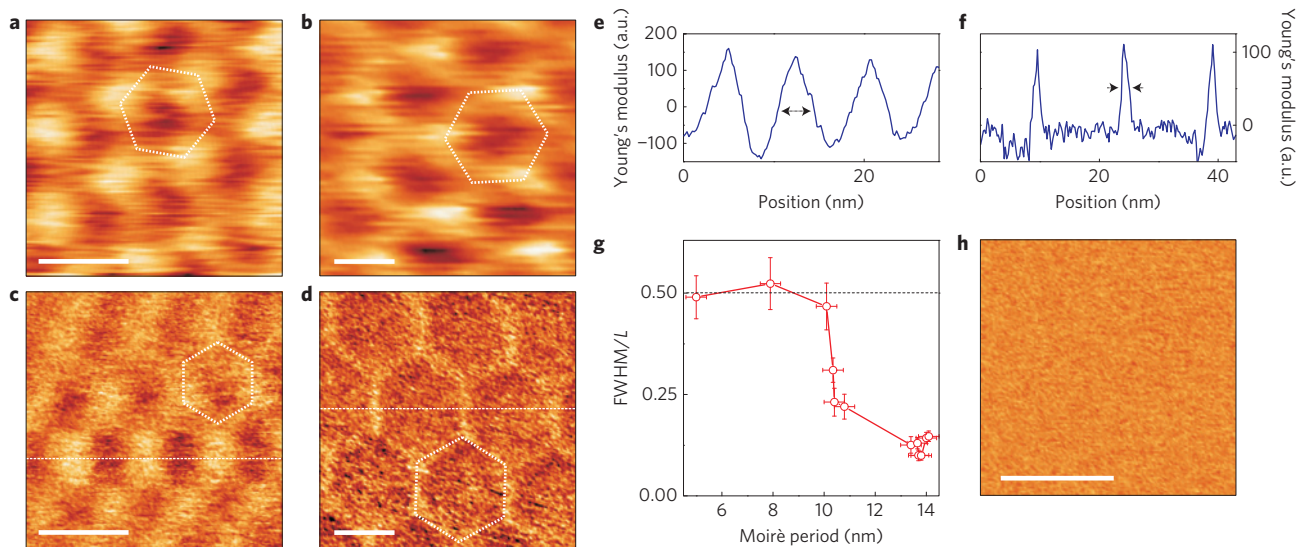 a
b
e
f
Young's modulus (a.u.)
200
100
0
−100
0
20
Position (nm)
Young's modulus (a.u.)
100
0
0
20
40
Position (nm)
c
d
g
h
FWHM/L
0.50
0.25
0.00
6
8
10
12
14
Moirè period (nm)